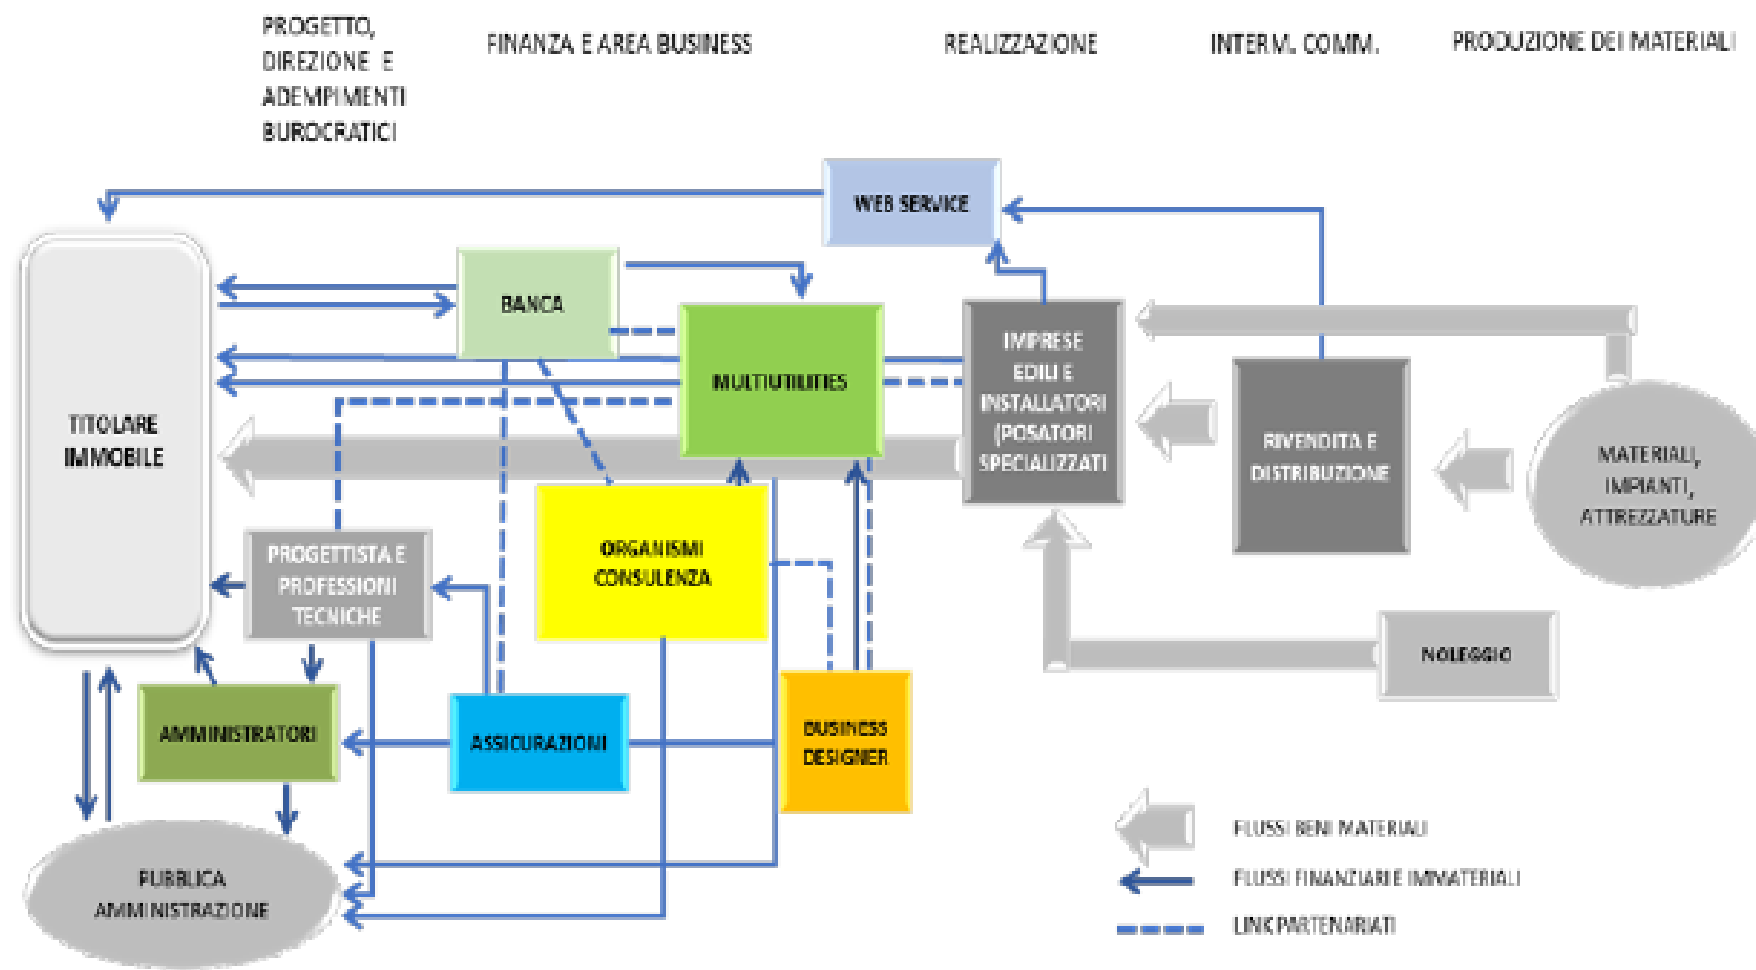 PROGETTO,
DIREZIONE E
ADEMPIMENTI
BUROCRATICI
FINANZA E AREA BUSINESS
REALIZZAZIONE
INTERM. COMM.
PRODUZIONE DEI MATERIALI
WEB SERVICE
BANCA
MULTIUTILITIES
IMPRESE
EDILI E
INSTALLATORI
(POSATORI
SPECIALIZZATI
RIVENDITA E
DISTRIBUZIONE
MATERIALI,
IMPIANTI,
ATTREZZATURE
TITOLARE
IMMOBILE
PROGETTISTA E
PROFESSIONI
TECNICHE
ORGANISMI
CONSULENZA
NOLEGGIO
AMMINISTRATORI
ASSICURAZIONI
BUSINESS
DESIGNER
PUBBLICA
AMMINISTRAZIONE
FLUSSI BENI MATERIALI
FLUSSI FINANZIARI E IMMATERIALI
LINK PARTENARIATI